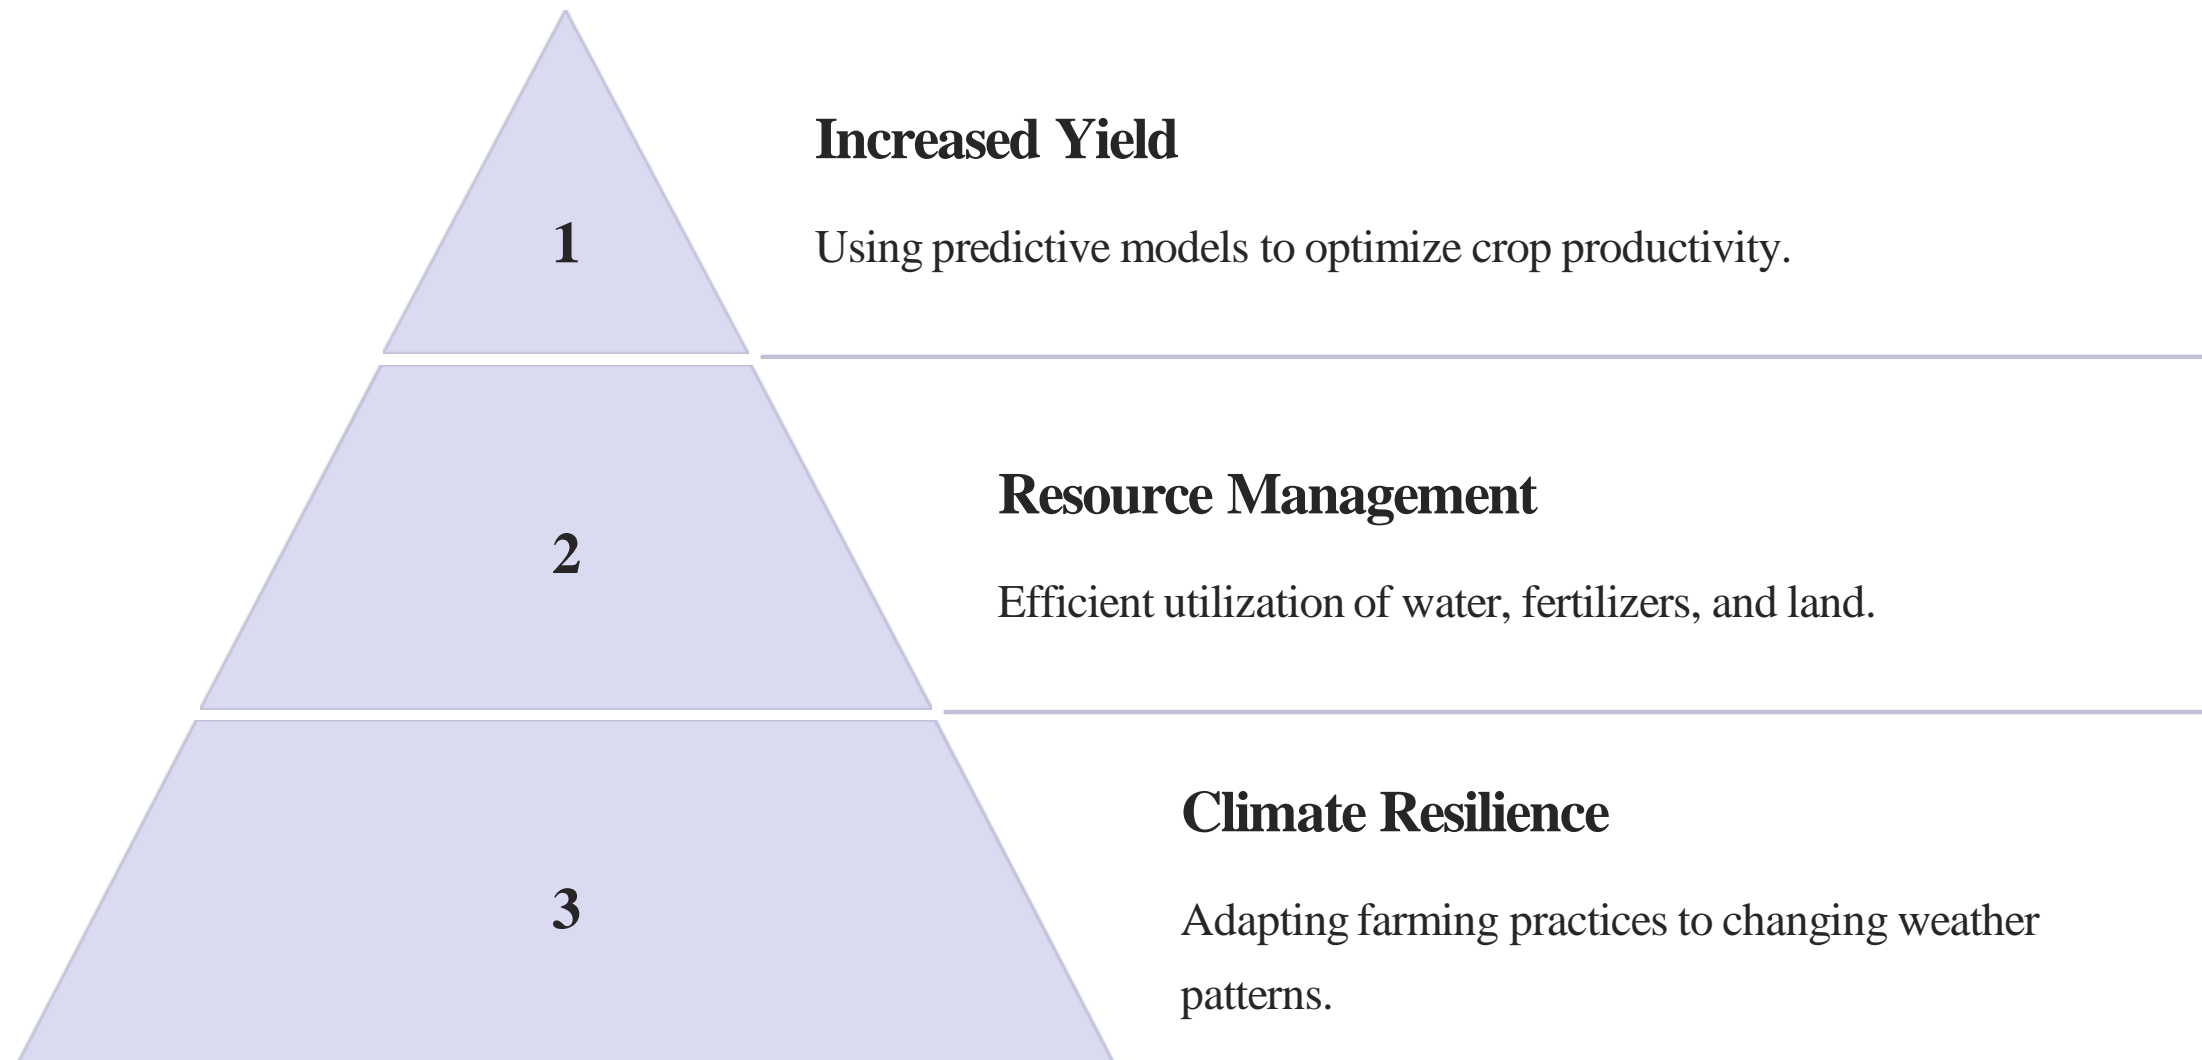 Increased Yield
1
Using predictive models to optimize crop productivity.
Resource Management
2
Efficient utilization of water, fertilizers, and land.
Climate Resilience
3
Adapting farming practices to changing weather
patterns.